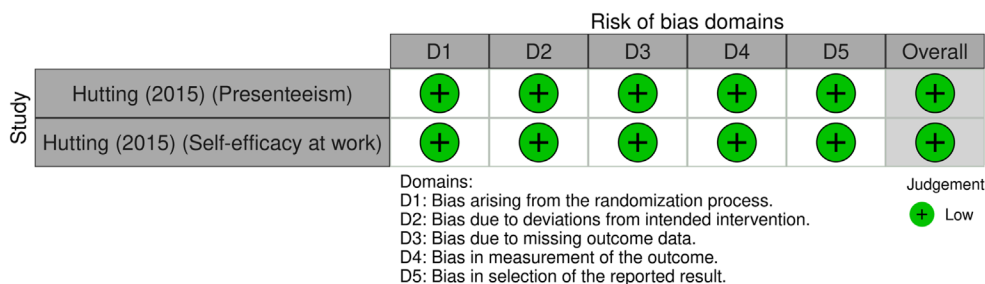 Risk of bias domains
D1 D2 D3 D4 D5 Overall
Study
Hutting (2015) (Presenteeism) + + + + + +
Hutting (2015) (Self-efficacy at work) + + + + + +
Domains:
D1: Bias arising from the randomization process.
D2: Bias due to deviations from intended intervention.
D3: Bias due to missing outcome data.
D4: Bias in measurement of the outcome.
D5: Bias in selection of the reported result.
Judgement
+ Low